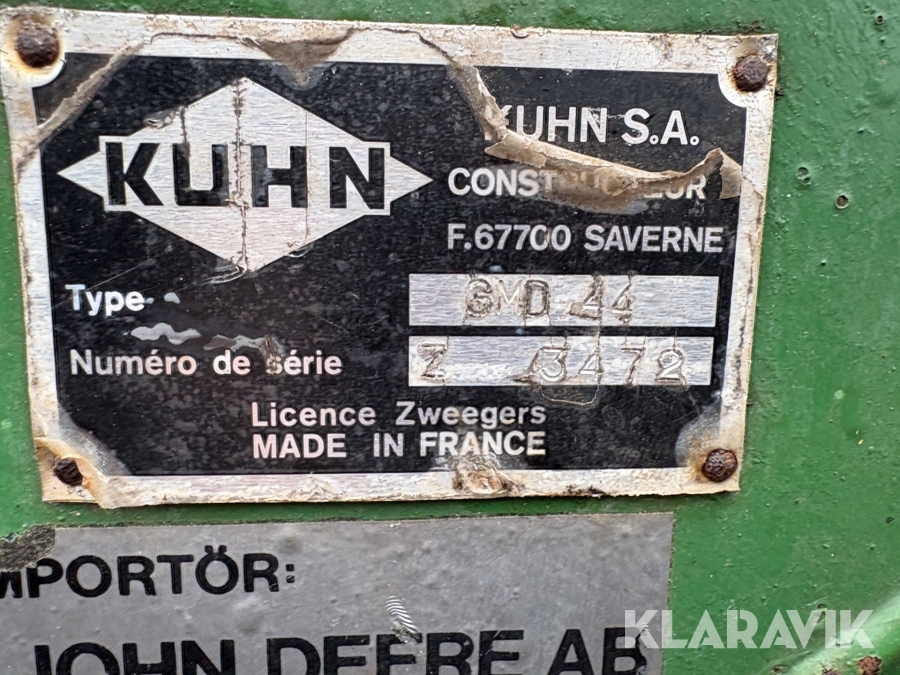 KUHN
KUHN S.A.
CONSTRUCTEUR
F.67700 SAVERNE
Type
GMD 44
Numéro de série
Z 3472
Licence Zweegers
MADE IN FRANCE
IMPORTÖR:
JOHN DEERE AB
KLARAVIK